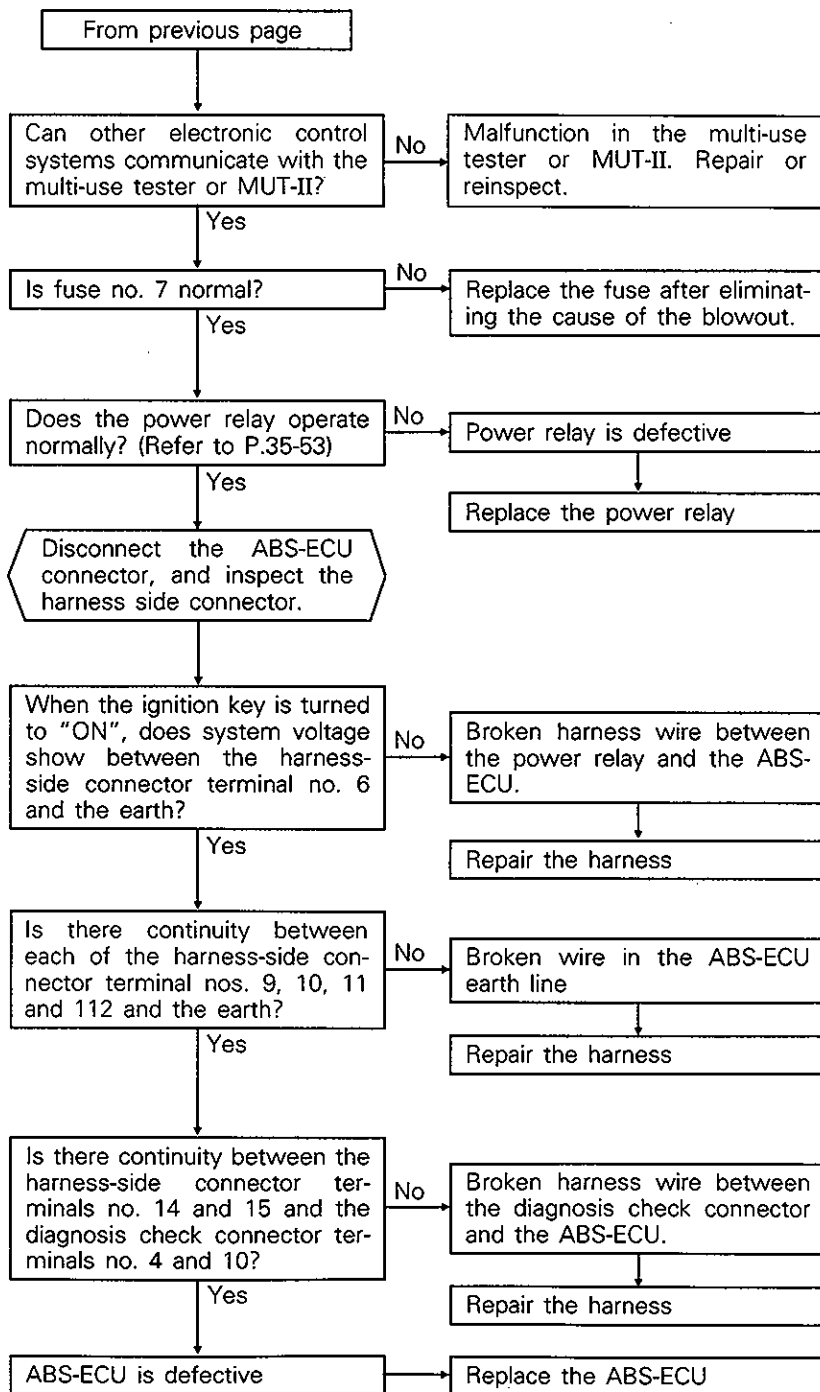 From previous page
Can other electronic control
systems communicate with the
multi-use tester or MUT-II?
No
Malfunction in the multi-use
tester or MUT-II. Repair or
reinspect.
Yes
Is fuse no. 7 normal?
No
Replace the fuse after eliminat-
ing the cause of the blowout.
Yes
Does the power relay operate
normally? (Refer to P.35-53)
No
Power relay is defective
Replace the power relay
Yes
Disconnect the ABS-ECU
connector, and inspect the
harness side connector.
When the ignition key is turned
to "ON", does system voltage
show between the harness-
side connector terminal no. 6
and the earth?
No
Broken harness wire between
the power relay and the ABS-
ECU.
Repair the harness
Yes
Is there continuity between
each of the harness-side con-
nector terminal nos. 9, 10, 11
and 112 and the earth?
No
Broken wire in the ABS-ECU
earth line
Repair the harness
Yes
Is there continuity between the
harness-side connector ter-
minals no. 14 and 15 and the
diagnosis check connector ter-
minals no. 4 and 10?
No
Broken harness wire between
the diagnosis check connector
and the ABS-ECU.
Repair the harness
Yes
ABS-ECU is defective
Replace the ABS-ECU